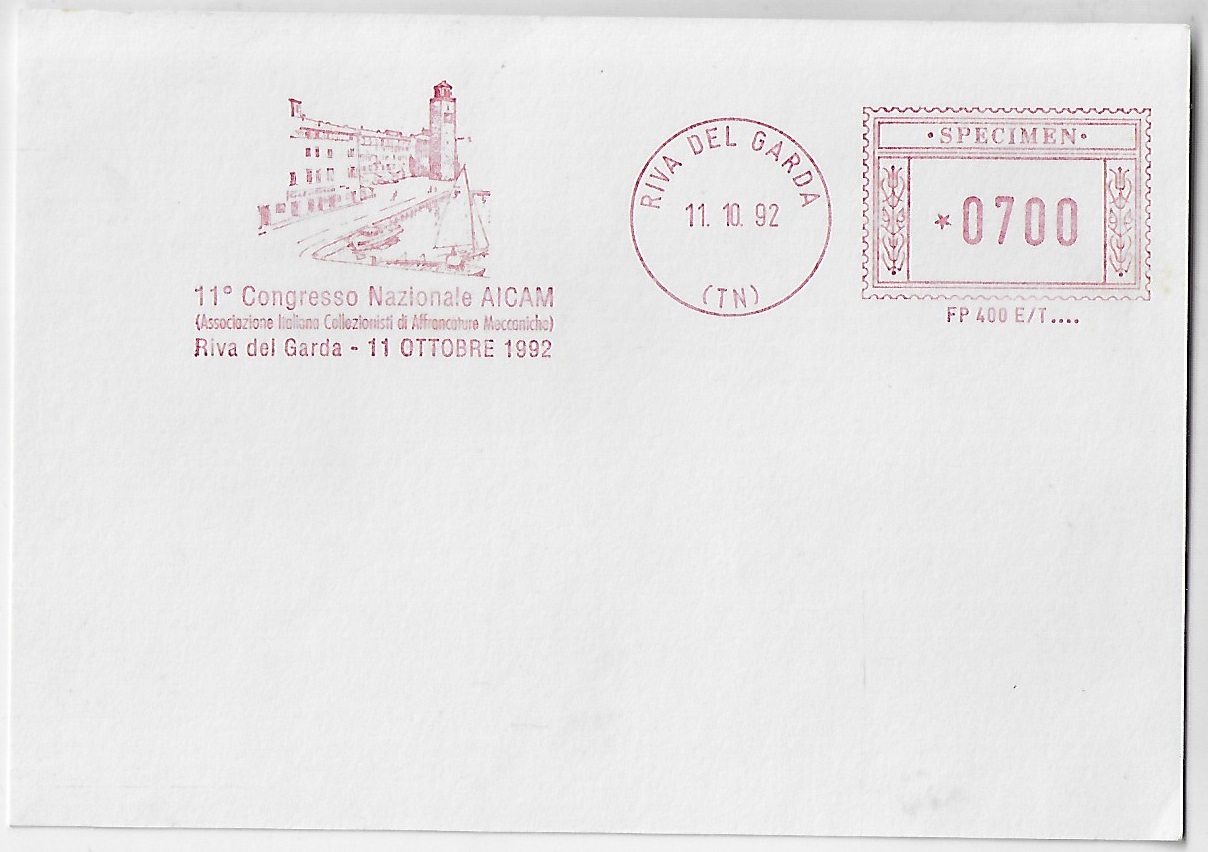 11° Congresso Nazionale AICAM
(Associazione Italiana Collezionisti di Affrancature Meccaniche)
Riva del Garda - 11 OTTOBRE 1992
RIVA DEL GARDA
11. 10. 92
(TN)
·SPECIMEN·
*0700
FP 400 E/T....